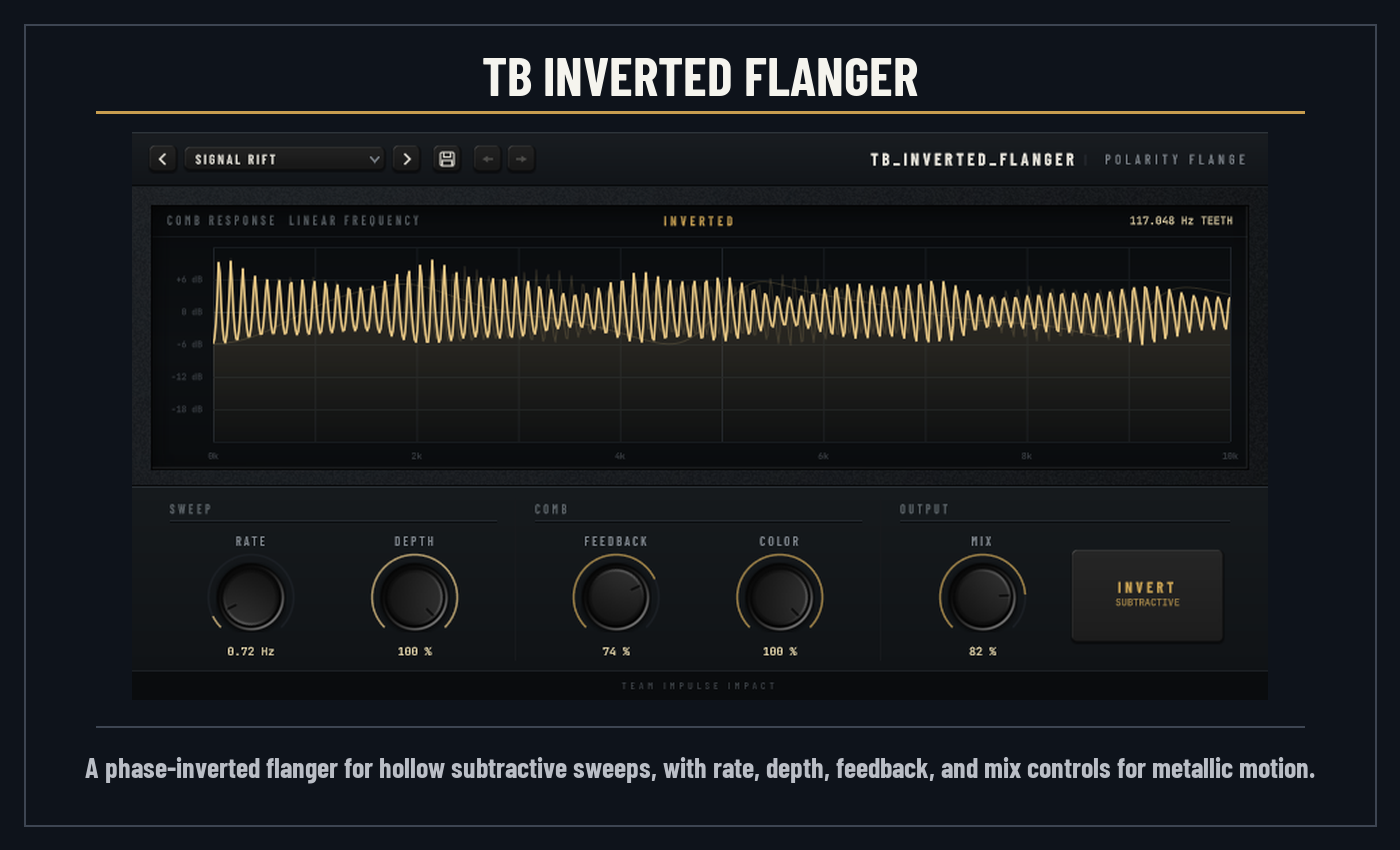 TB INVERTED FLANGER
SIGNAL RIFT
TB_INVERTED_FLANGER
POLARITY FLANGE
COMB RESPONSE LINEAR FREQUENCY
INVERTED
117.048 Hz TEETH
+6 dB
0 dB
-6 dB
-12 dB
-18 dB
0k 2k 4k 6k 8k 10k
SWEEP
COMB
OUTPUT
RATE
DEPTH
FEEDBACK
COLOR
MIX
INVERT
SUBTRACTIVE
0.72 Hz
100 %
74 %
100 %
82 %
TEAM IMPULSE IMPACT
A phase-inverted flanger for hollow subtractive sweeps, with rate, depth, feedback, and mix controls for metallic motion.